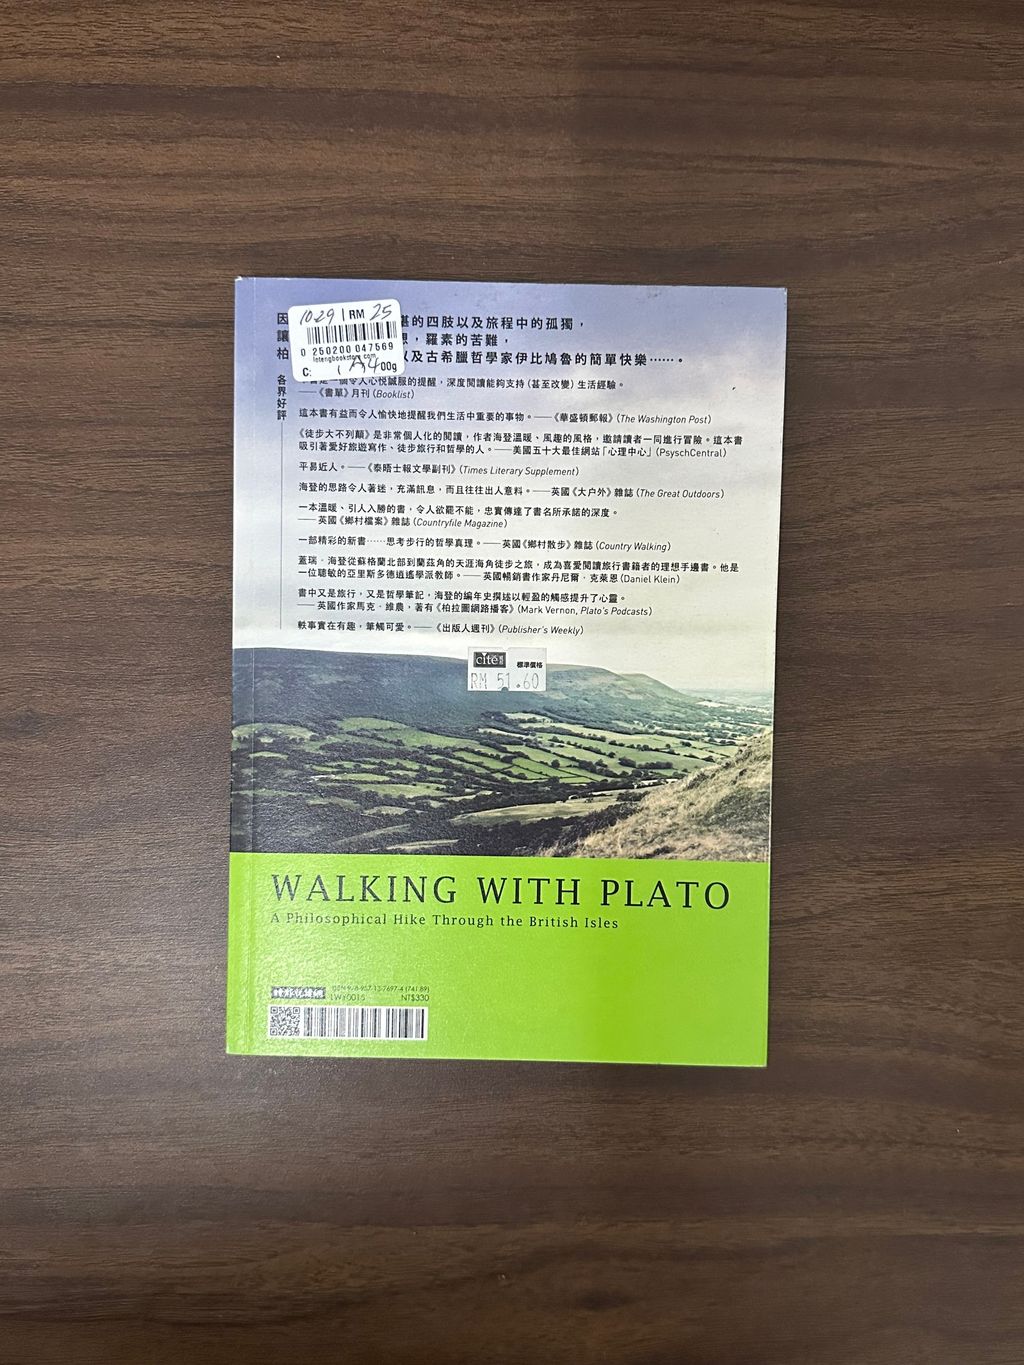 因 堪的四肢以及旅程中的孤獨，
讓 想，羅素的苦難，
柏 以及古希臘哲學家伊比鳩魯的簡單快樂……。
1029 | RM 25
0 250200 047569
C: 00g
各界好評
書是一個令人心悅誠服的提醒，深度閱讀能夠支持（甚至改變）生活經驗。
——《書單》月刊（Booklist）
這本書有益而令人愉快地提醒我們生活中重要的事物。——《華盛頓郵報》（The Washington Post）
《徒步大不列顛》是非常個人化的閱讀，作者海登溫暖、風趣的風格，邀請讀者一同進行冒險。這本書
吸引著愛好旅遊寫作、徒步旅行和哲學的人。——美國五十大最佳網站「心理中心」（PsyschCentral）
平易近人。——《泰晤士報文學副刊》（Times Literary Supplement）
海登的思路令人著迷，充滿訊息，而且往往出人意料。——英國《大戶外》雜誌（The Great Outdoors）
一本溫暖、引人入勝的書，令人欲罷不能，忠實傳達了書名所承諾的深度。
——英國《鄉村檔案》雜誌（Countryfile Magazine）
一部精彩的新書……思考步行的哲學真理。——英國《鄉村散步》雜誌（Country Walking）
蓋瑞・海登從蘇格蘭北部到蘭茲角的天涯海角徒步之旅，成為喜愛閱讀旅行書籍者的理想手邊書。他是
一位聰敏的亞里斯多德逍遙學派教師。——英國暢銷書作家丹尼爾・克萊恩（Daniel Klein）
書中又是旅行，又是哲學筆記，海登的編年史撰述以輕盈的觸感提升了心靈。
——英國作家馬克・維農，著有《柏拉圖網路播客》（Mark Vernon, Plato's Podcasts）
軼事實在有趣，筆觸可愛。——《出版人週刊》（Publisher's Weekly）
cité 標準價格
RM 51.60
WALKING WITH PLATO
A Philosophical Hike Through the British Isles
ISBN 978-957-13-7697-4 (741.89)
1WY0015 NT$330